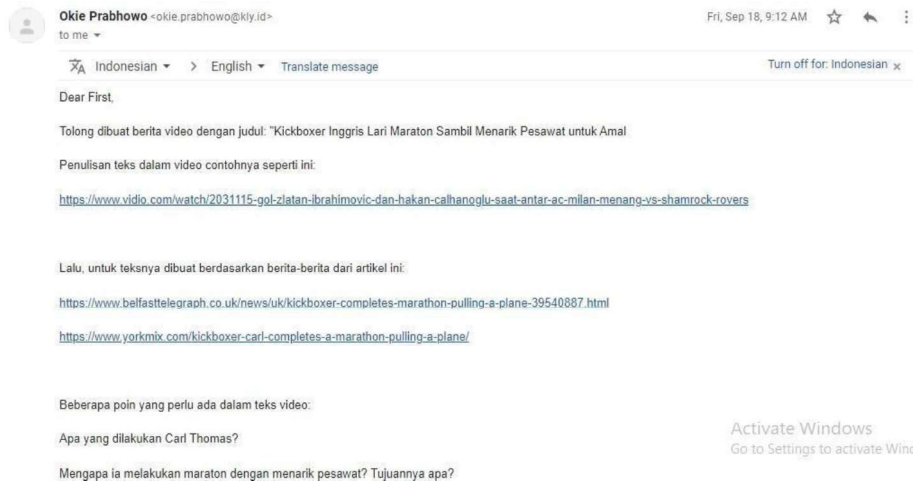 Okie Prabhowo <okie.prabhowo@kly.id> Fri, Sep 18, 9:12 AM
to me
Indonesian > English Translate message Turn off for: Indonesian x
Dear First,
Tolong dibuat berita video dengan judul: "Kickboxer Inggris Lari Maraton Sambil Menarik Pesawat untuk Amal
Penulisan teks dalam video contohnya seperti ini:
https://www.vidio.com/watch/2031115-gol-zlatan-ibrahimovic-dan-hakan-calhanoglu-saat-antar-ac-milan-menang-vs-shamrock-rovers
Lalu, untuk teksnya dibuat berdasarkan berita-berita dari artikel ini:
https://www.belfasttelegraph.co.uk/news/uk/kickboxer-completes-marathon-pulling-a-plane-39540887.html
https://www.yorkmix.com/kickboxer-carl-completes-a-marathon-pulling-a-plane/
Beberapa poin yang perlu ada dalam teks video:
Apa yang dilakukan Carl Thomas?
Mengapa ia melakukan maraton dengan menarik pesawat? Tujuannya apa?
Activate Windows
Go to Settings to activate Wind